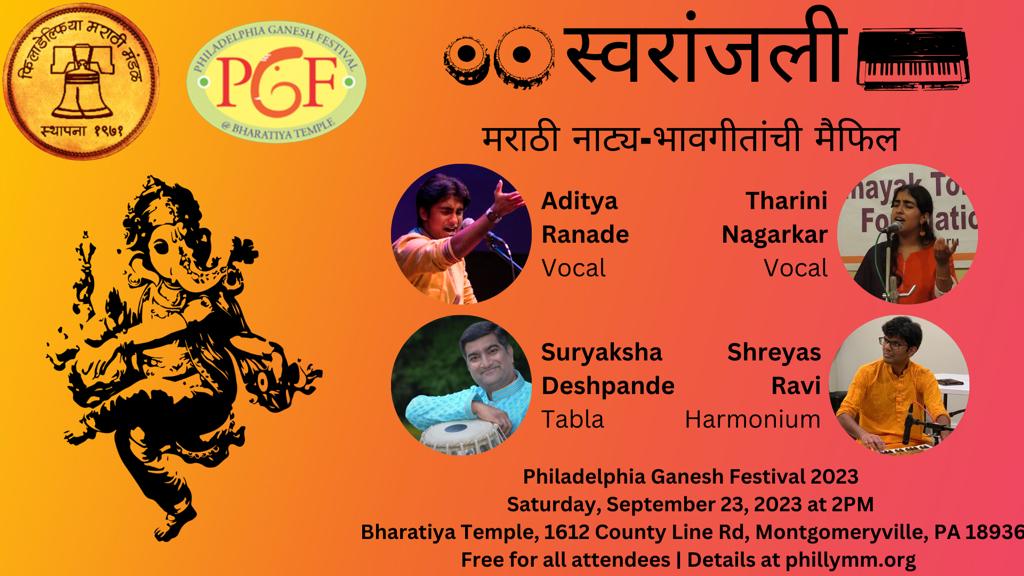 फिलाडेल्फिया मराठी मंडळ
स्थापना १९७१
PHILADELPHIA GANESH FESTIVAL
PGF
@ BHARATIYA TEMPLE
स्वरांजली
मराठी नाट्य-भावगीतांची मैफिल
Aditya
Ranade
Vocal
Tharini
Nagarkar
Vocal
Suryaksha
Deshpande
Tabla
Shreyas
Ravi
Harmonium
Philadelphia Ganesh Festival 2023
Saturday, September 23, 2023 at 2PM
Bharatiya Temple, 1612 County Line Rd, Montgomeryville, PA 18936
Free for all attendees | Details at phillymm.org